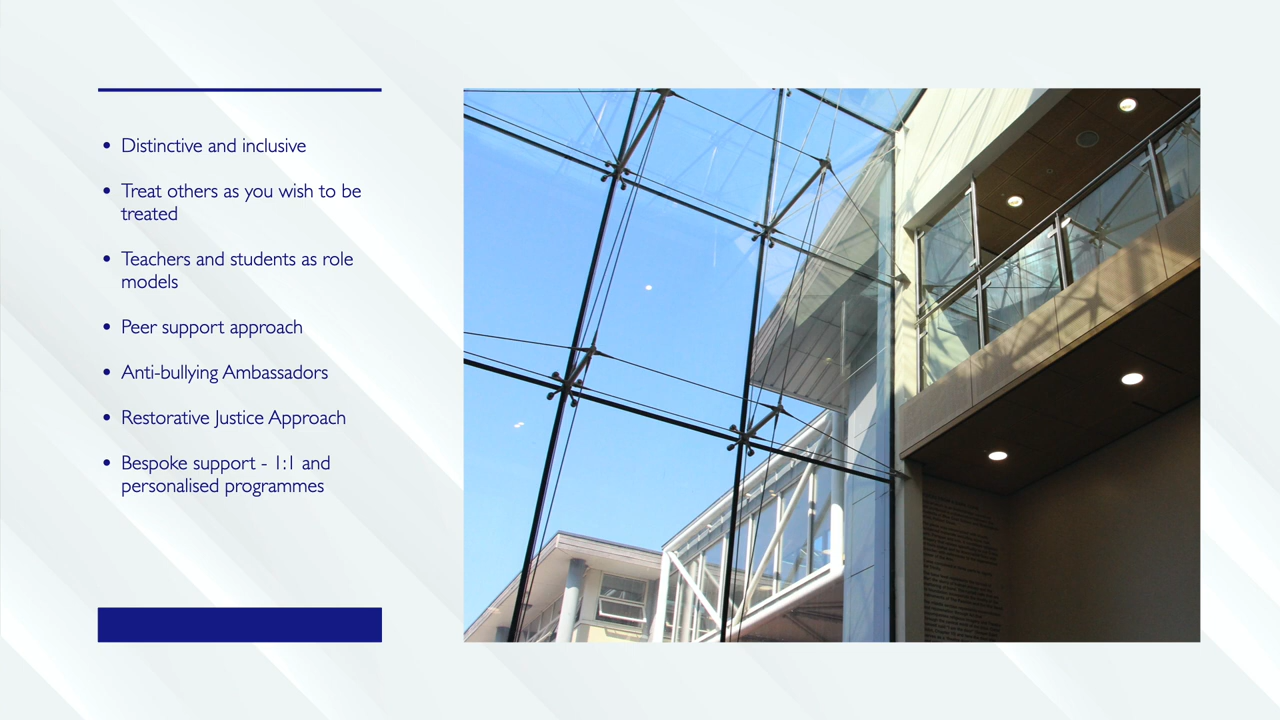 • Distinctive and inclusive
• Treat others as you wish to be
treated
• Teachers and students as role
models
• Peer support approach
• Anti-bullying Ambassadors
• Restorative Justice Approach
• Bespoke support - 1:1 and
personalised programmes